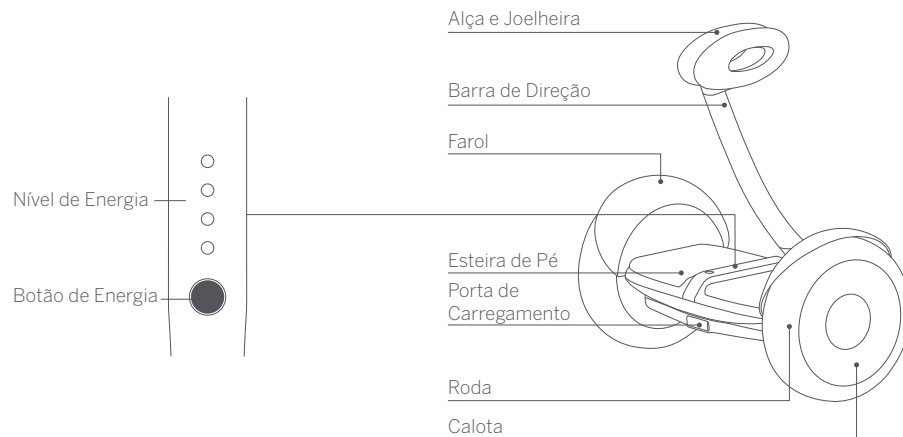 Alça e Joelheira
Barra de Direção
Farol
Nível de Energia
Esteira de Pé
Botão de Energia
Porta de
Carregamento
Roda
Calota